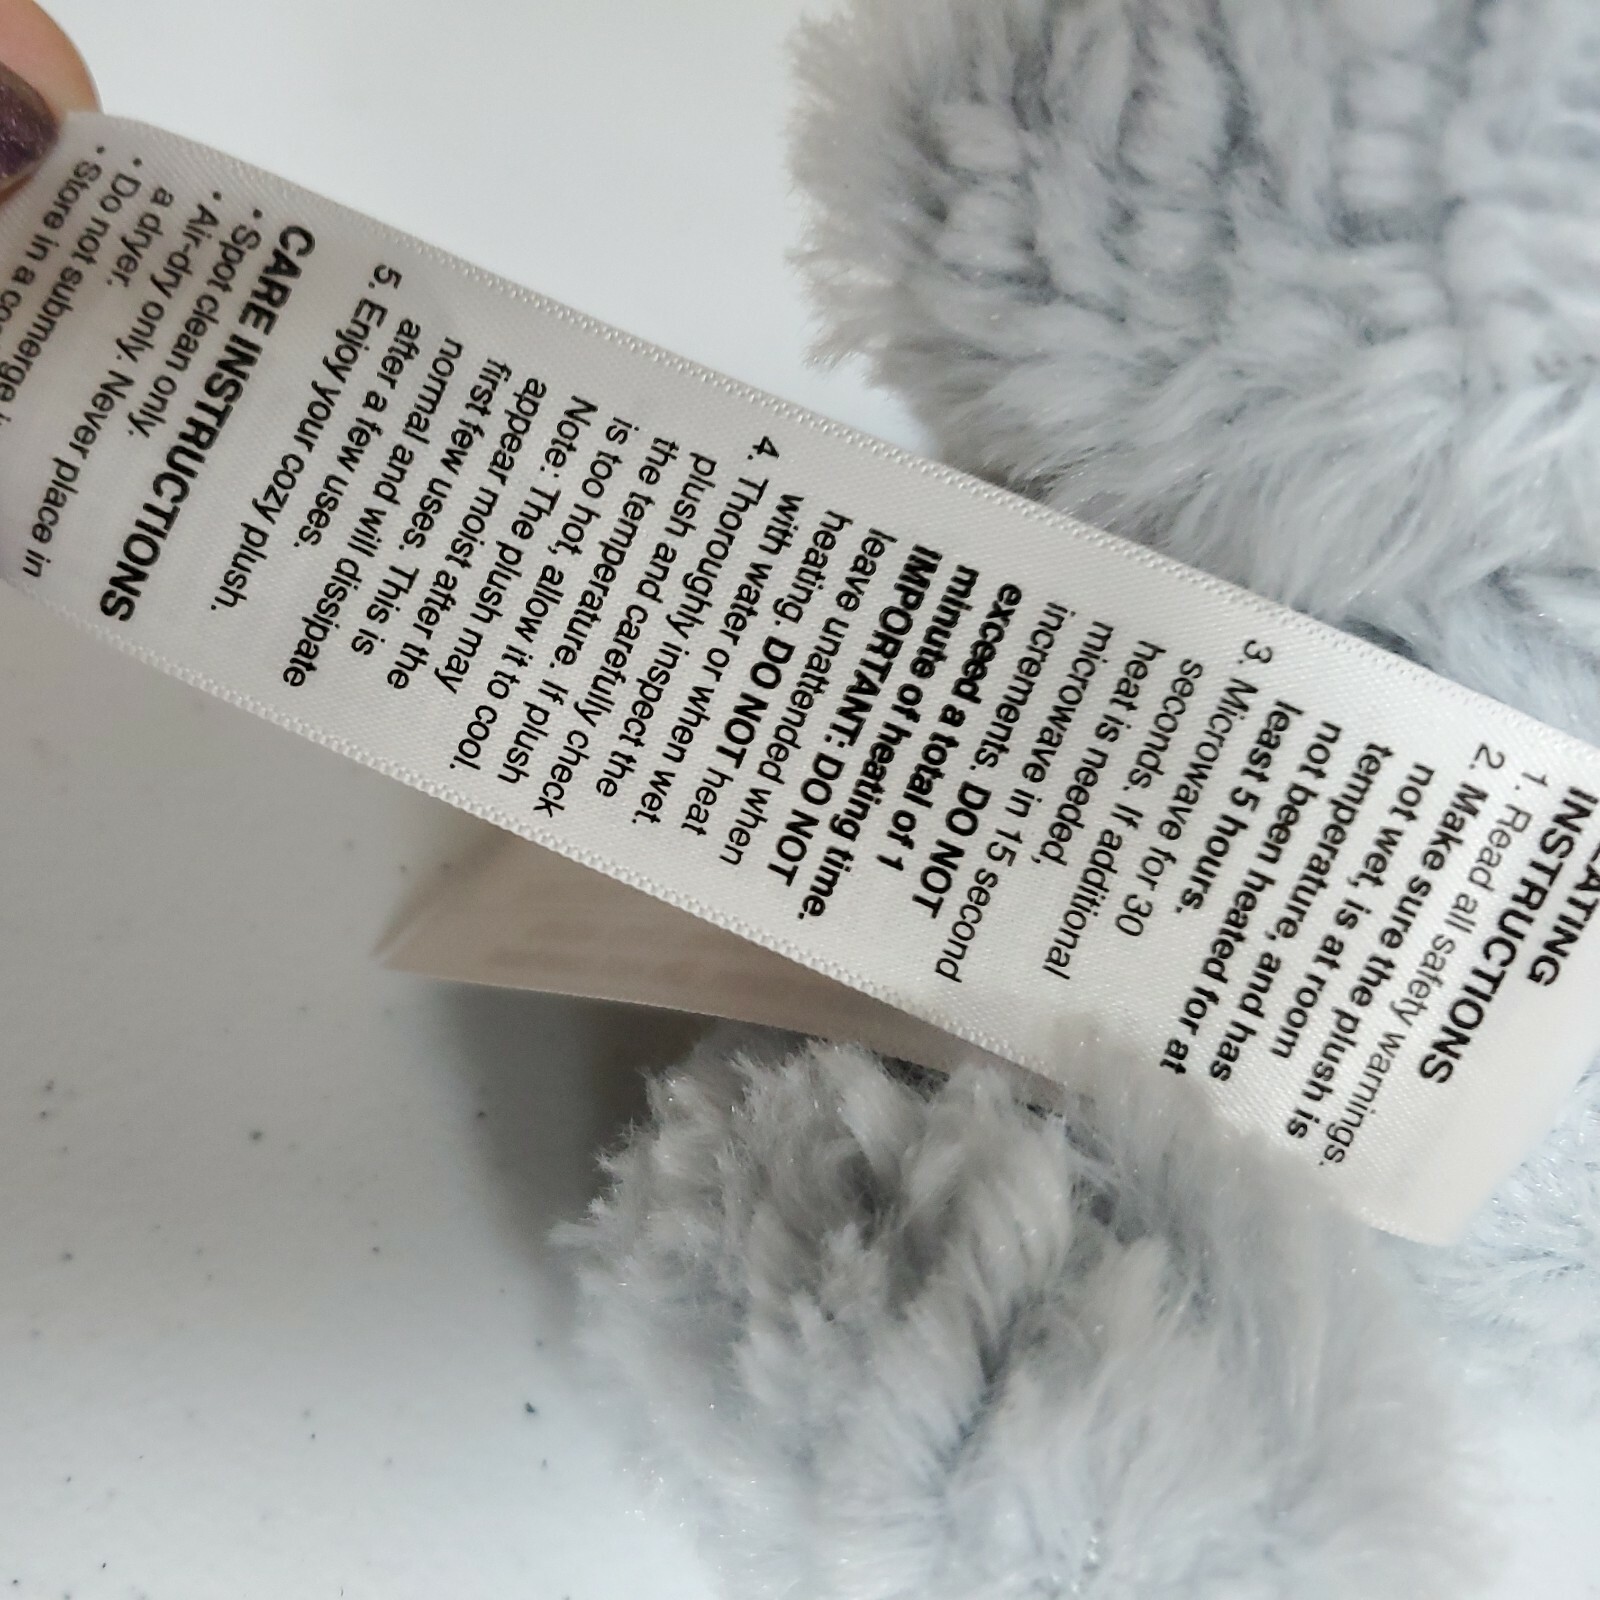 INSTRUCTIONS
1. Read all safety warnings.
2. Make sure the plush is
not wet, is at room
temperature, and has
not been heated for at
least 5 hours.
3. Microwave for 30
seconds. If additional
heat is needed,
microwave in 15 second
increments. DO NOT
exceed a total of 1
minute of heating time.
IMPORTANT: DO NOT
leave unattended when
heating. DO NOT heat
with water or when wet.
4. Thoroughly inspect the
plush and carefully check
the temperature. If plush
is too hot, allow it to cool.
Note: The plush may
appear moist after the
first few uses. This is
normal and will dissipate
after a few uses.
5. Enjoy your cozy plush.
CARE INSTRUCTIONS
• Spot clean only.
• Air-dry only. Never place in
a dryer.
• Do not submerge
• Store in a